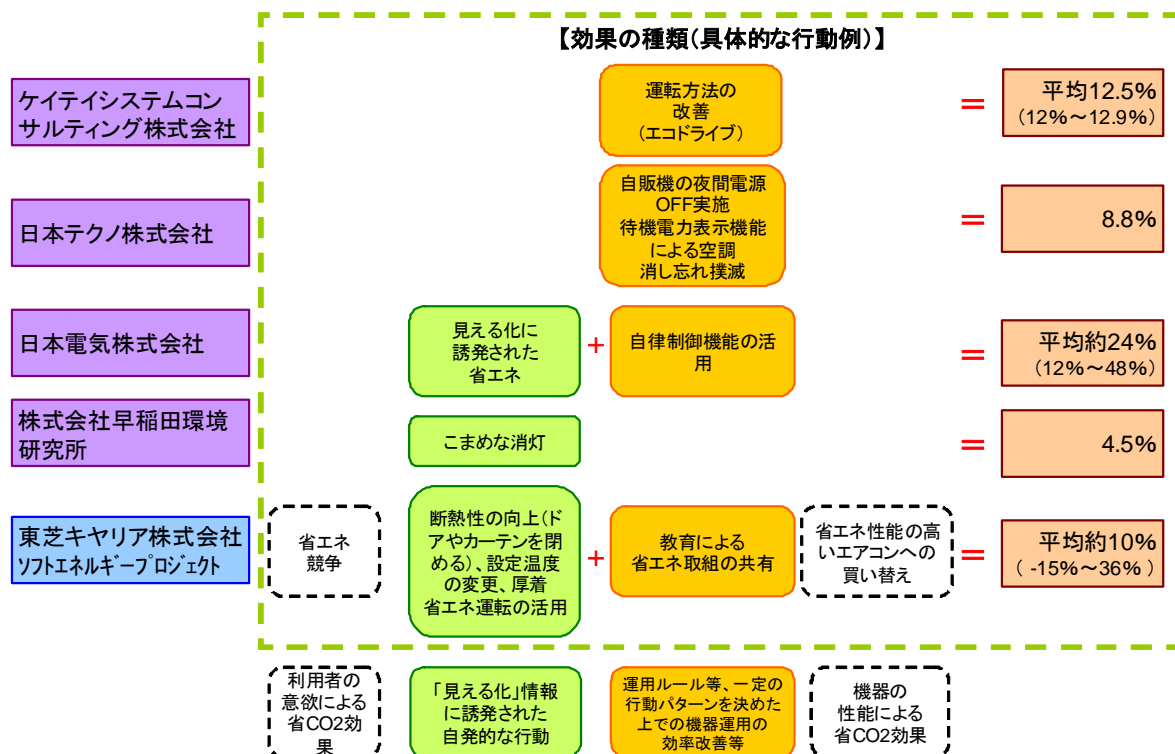 【効果の種類(具体的な行動例)】
ケイテイシステムコン
サルティング株式会社
運転方法の
改善
(エコドライブ)
=
平均12.5%
(12%~12.9%)
日本テクノ株式会社
自販機の夜間電源
OFF実施
待機電力表示機能
による空調
消し忘れ撲滅
=
8.8%
日本電気株式会社
見える化に
誘発された
省エネ
+
自律制御機能の活
用
=
平均約24%
(12%~48%)
株式会社早稲田環境
研究所
こまめな消灯
=
4.5%
東芝キヤリア株式会社
ソフトエネルギープロジェクト
省エネ
競争
断熱性の向上(ド
アやカーテンを閉
める)、設定温度
の変更、厚着
省エネ運転の活用
+
教育による
省エネ取組の共有
省エネ性能の高
いエアコンへの
買い替え
=
平均約10%
( -15%~36% )
利用者の
意欲による
省CO2効
果
「見える化」情報
に誘発された
自発的な行動
運用ルール等、一定の
行動パターンを決めた
上での機器運用の
効率改善等
機器の
性能による
省CO2効果